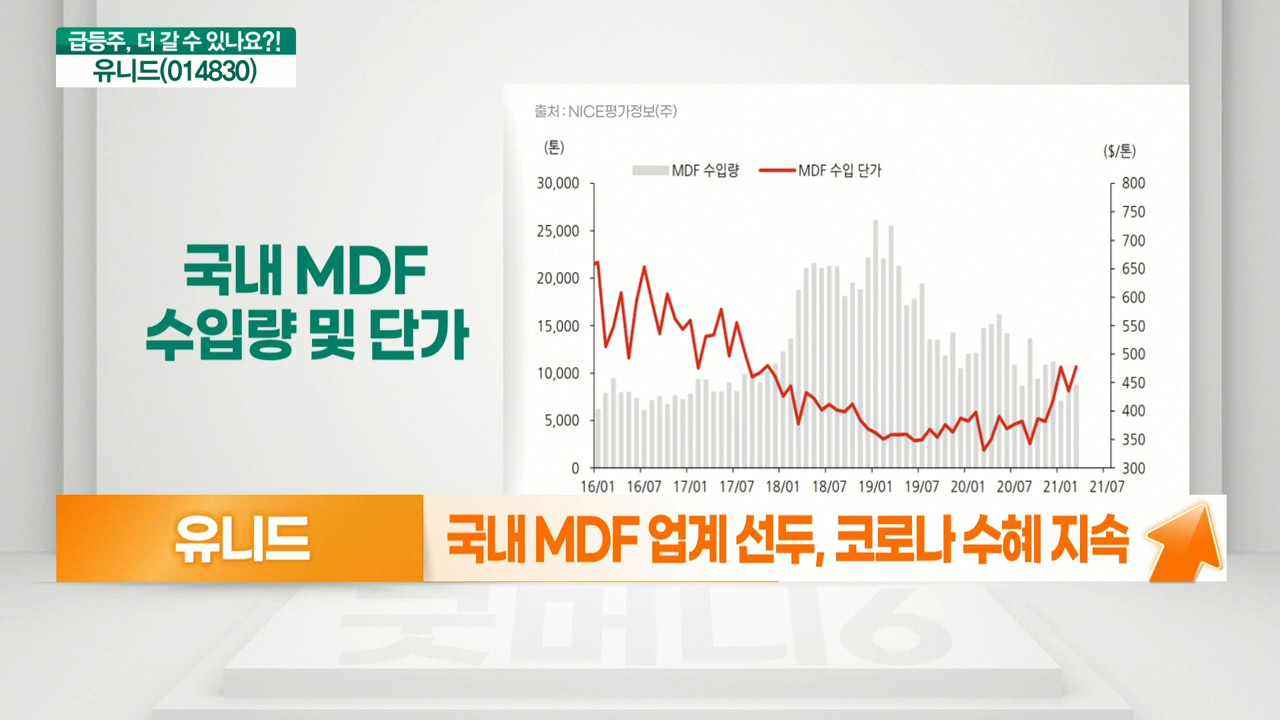 급등주, 더 갈 수 있나요?!
유니드(014830)
국내 MDF
수입량 및 단가
출처 : NICE평가정보(주)
(톤)
($/톤)
MDF 수입량
MDF 수입 단가
30,000
25,000
20,000
15,000
10,000
5,000
0
800
750
700
650
600
550
500
450
400
350
300
16/01 16/07 17/01 17/07 18/01 18/07 19/01 19/07 20/01 20/07 21/01 21/07
유니드
국내 MDF 업계 선두, 코로나 수혜 지속
굿머니6